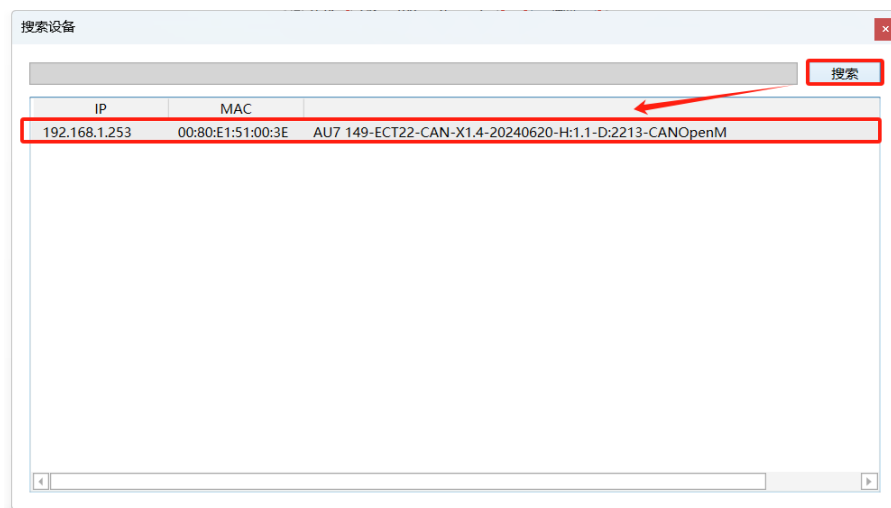 搜索设备
搜索
IP MAC
192.168.1.253 00:80:E1:51:00:3E AU7 149-ECT22-CAN-X1.4-20240620-H:1.1-D:2213-CANOpenM